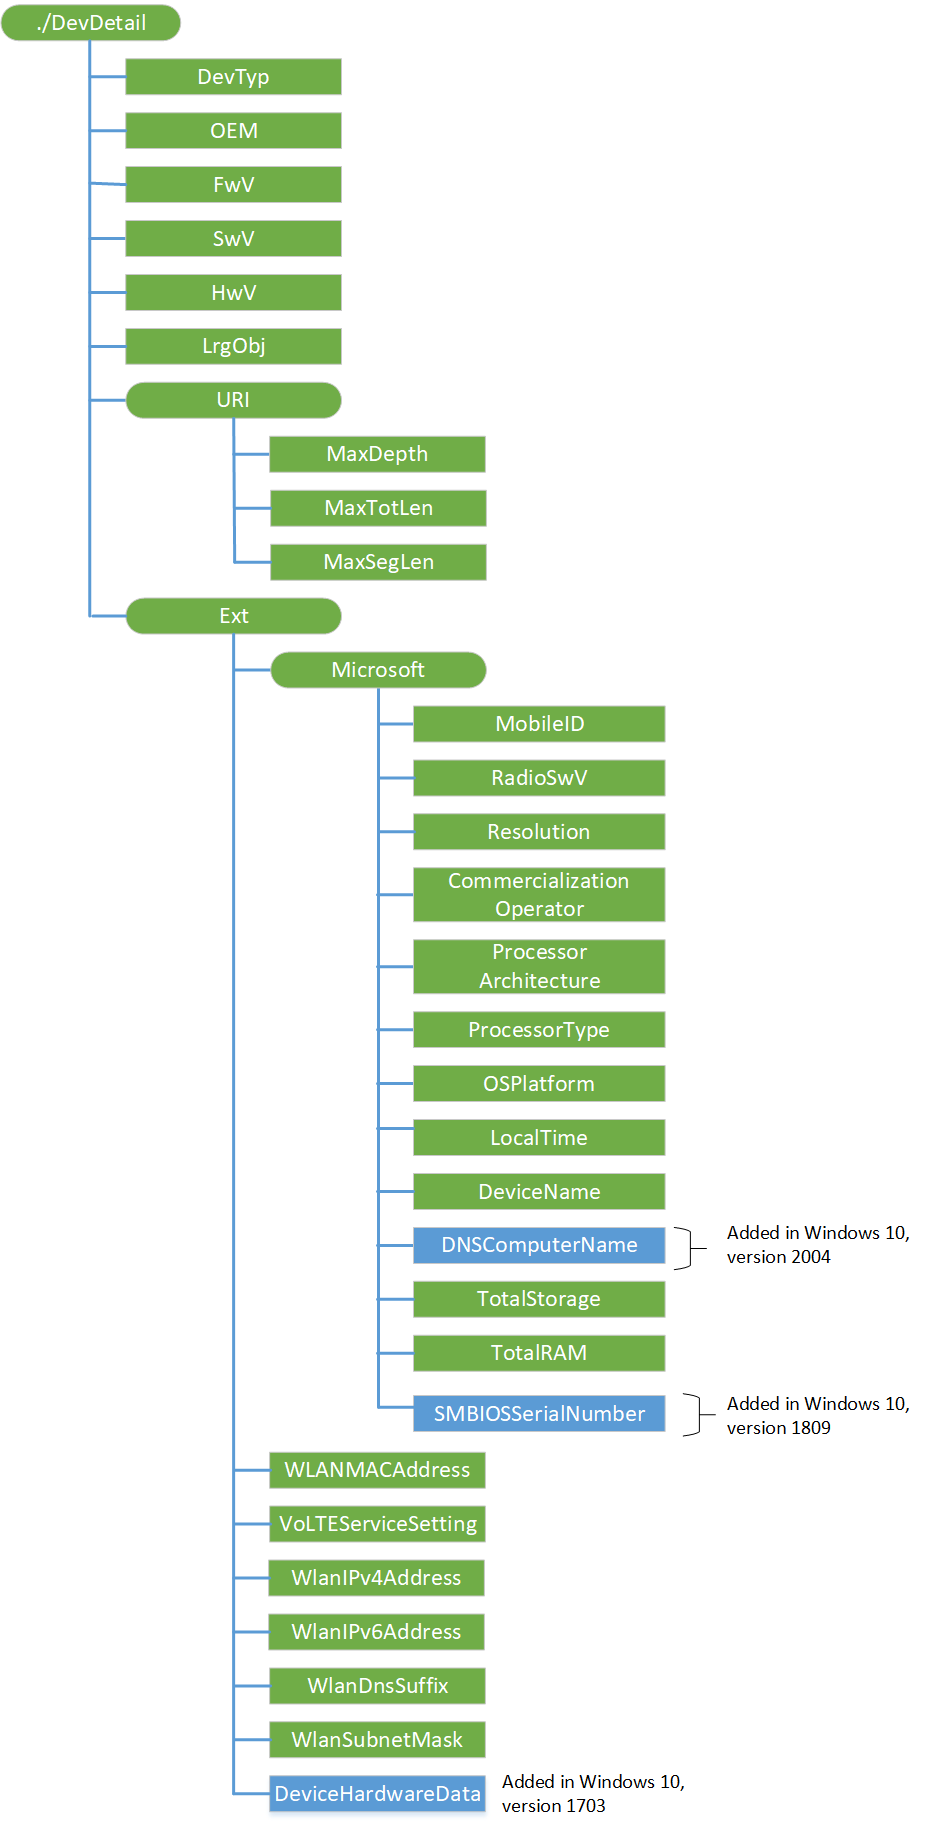 ./DevDetail
DevTyp
OEM
FwV
SwV
HwV
LrgObj
URI
MaxDepth
MaxTotLen
MaxSegLen
Ext
Microsoft
MobileID
RadioSwV
Resolution
Commercialization
Operator
Processor
Architecture
ProcessorType
OSPlatform
LocalTime
DeviceName
DNSComputerName
Added in Windows 10,
version 2004
TotalStorage
TotalRAM
SMBIOSSerialNumber
Added in Windows 10,
version 1809
WLANMACAddress
VoLTEServiceSetting
WlanIPv4Address
WlanIPv6Address
WlanDnsSuffix
WlanSubnetMask
DeviceHardwareData
Added in Windows 10,
version 1703